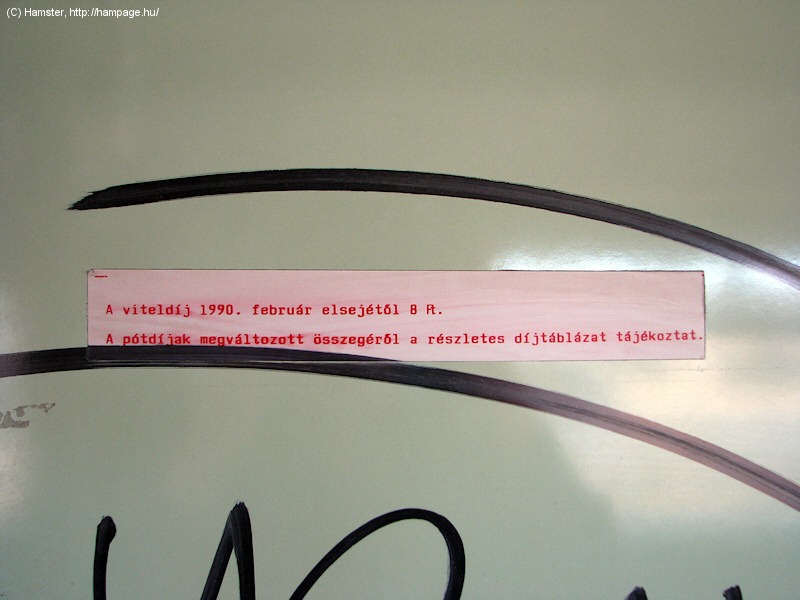 (C) Hamster, http://hampage.hu/
A viteldíj 1990. február elsejétől 8 Ft.
A pótdíjak megváltozott összegéről a részletes díjtáblázat tájékoztat.